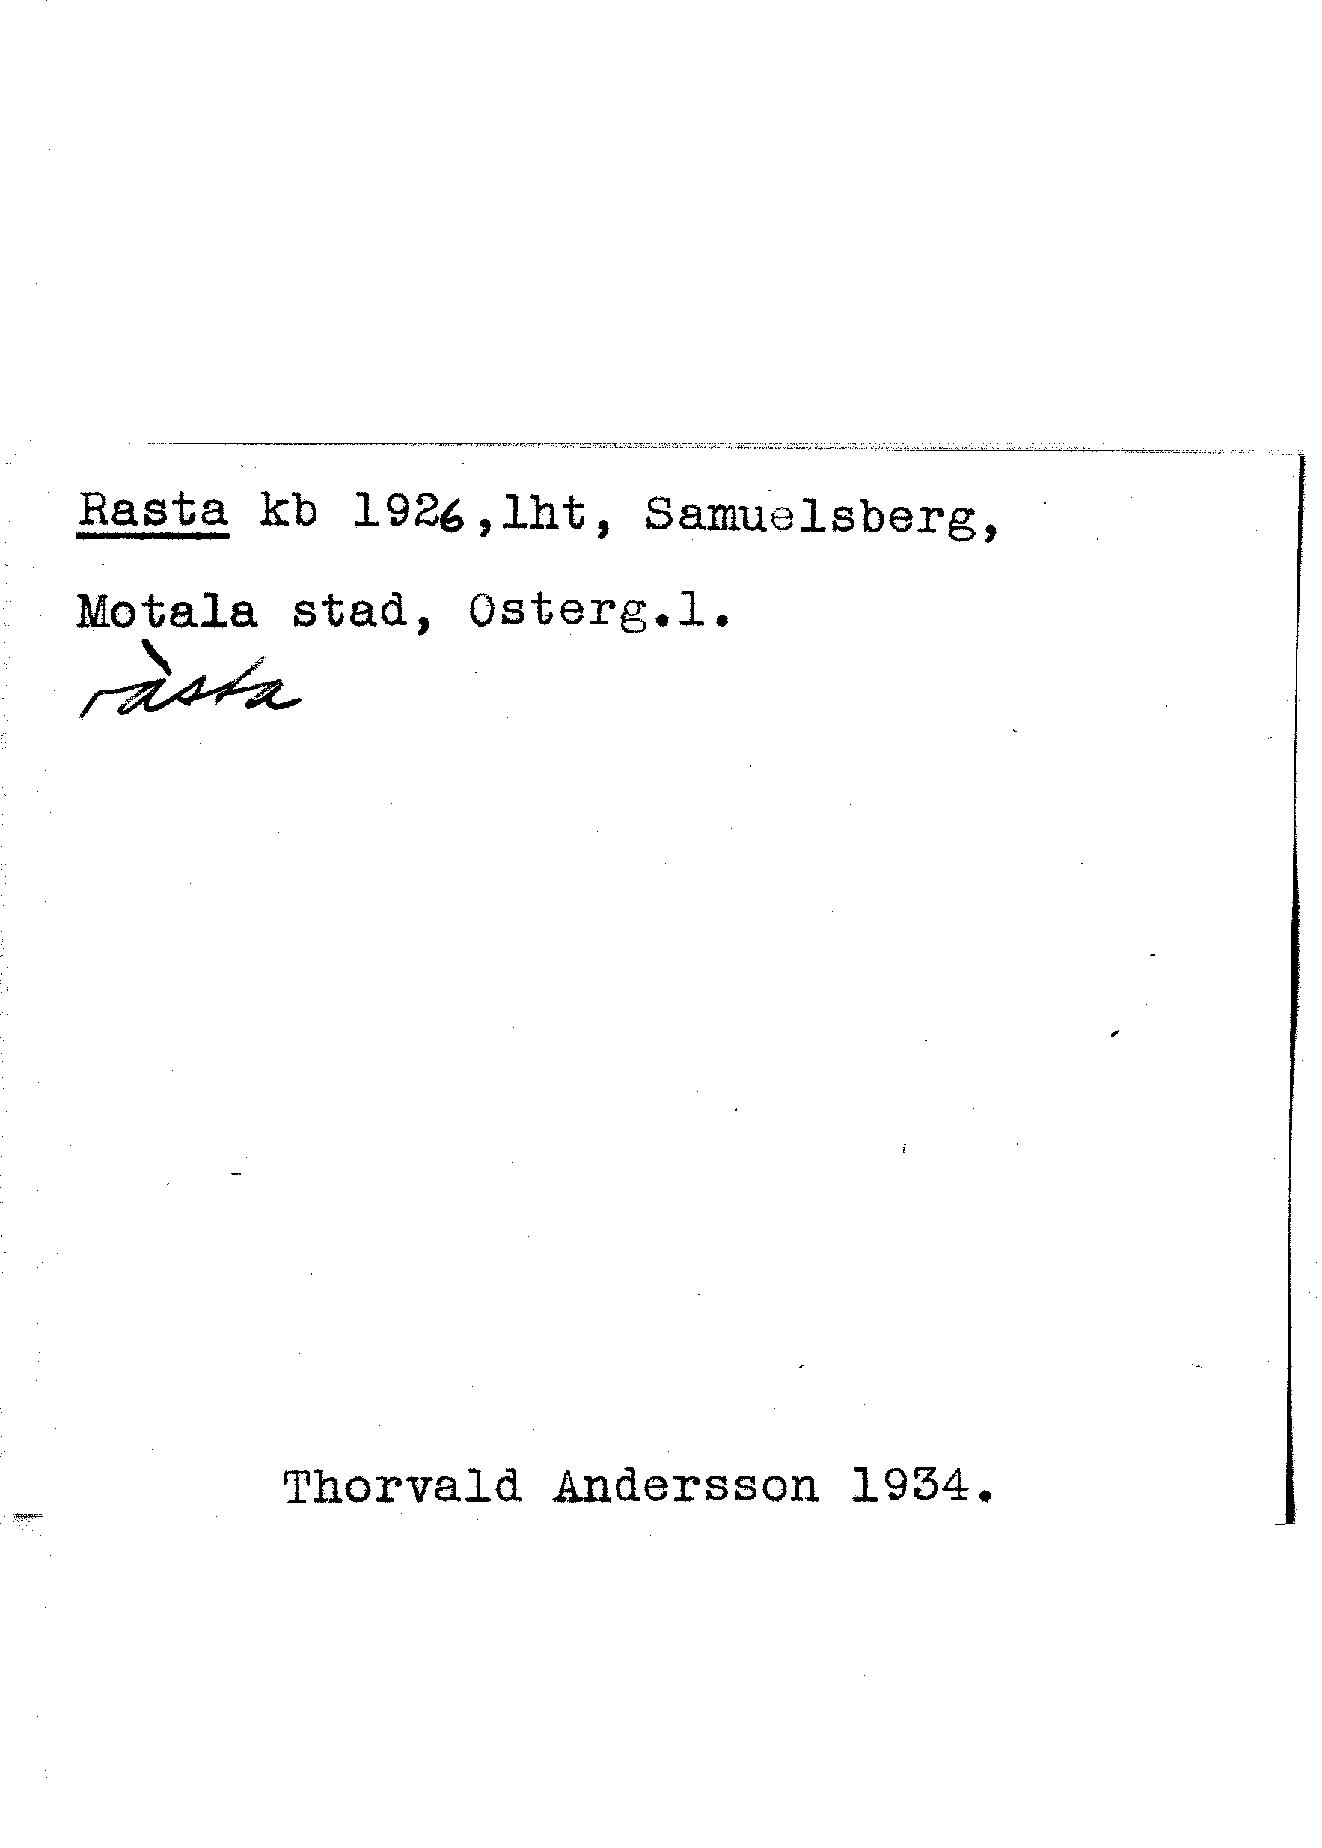 Rasta kb 1926,lht, Samuelsberg,
Motala stad, Osterg.l.
ràsta
Thorvald Andersson 1934.